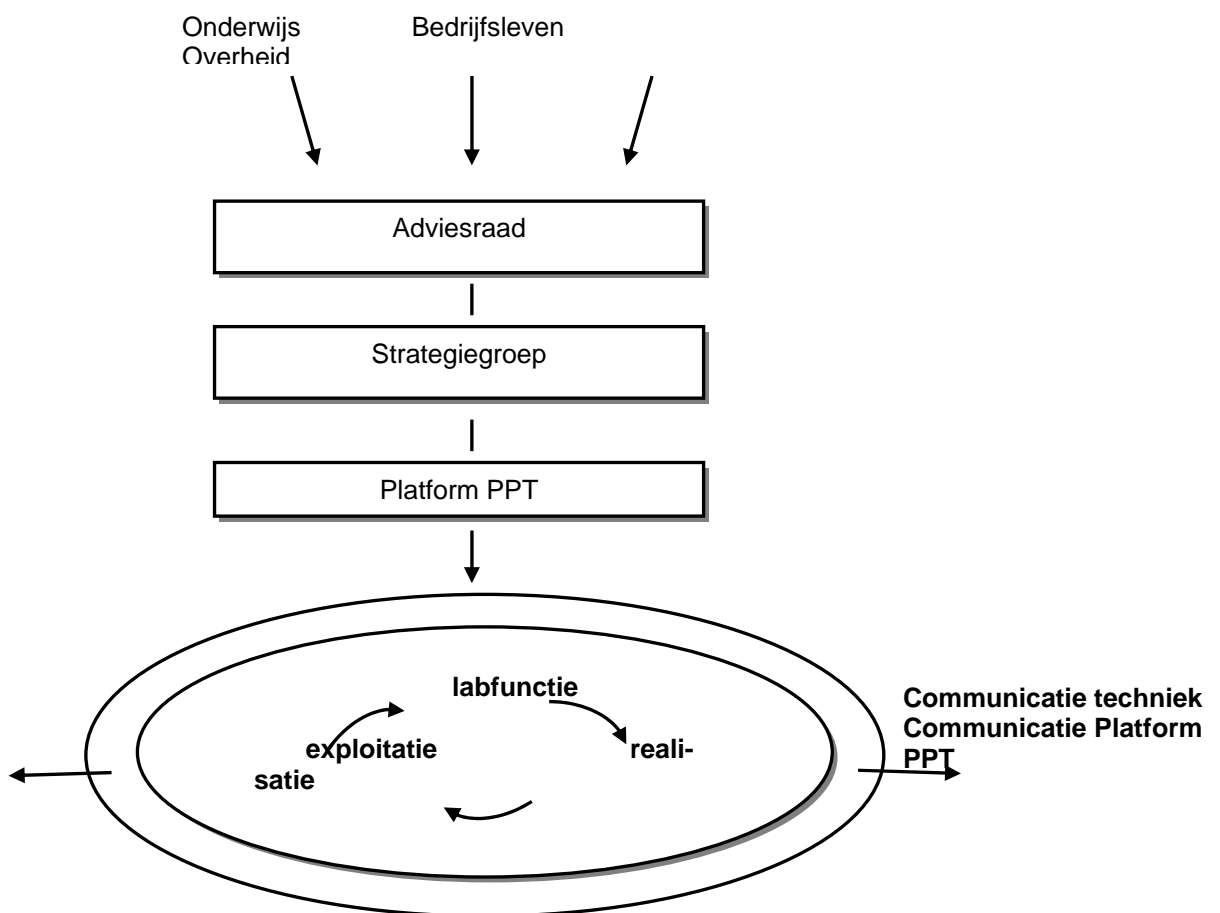 Onderwijs Bedrijfsleven
Overheid
Adviesraad
Strategiegroep
Platform PPT
labfunctie
exploitatie reali-
satie
Communicatie techniek
Communicatie Platform
PPT